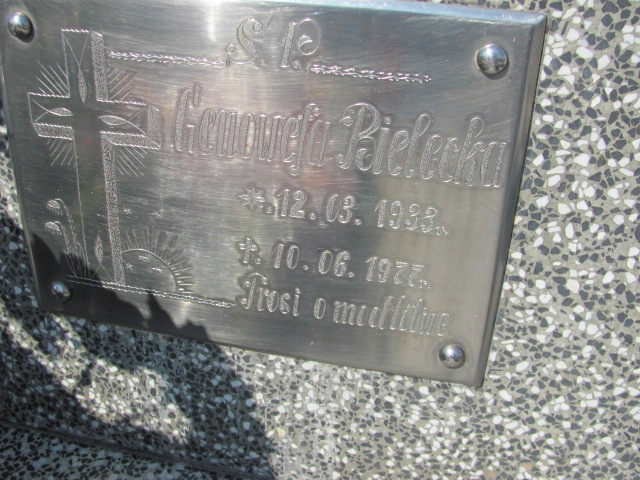 Ś. P.
Genowefa Bielecka
*. 12. 03. 1933 r.
✝. 10. 06. 1977 r.
Prosi o modlitwę